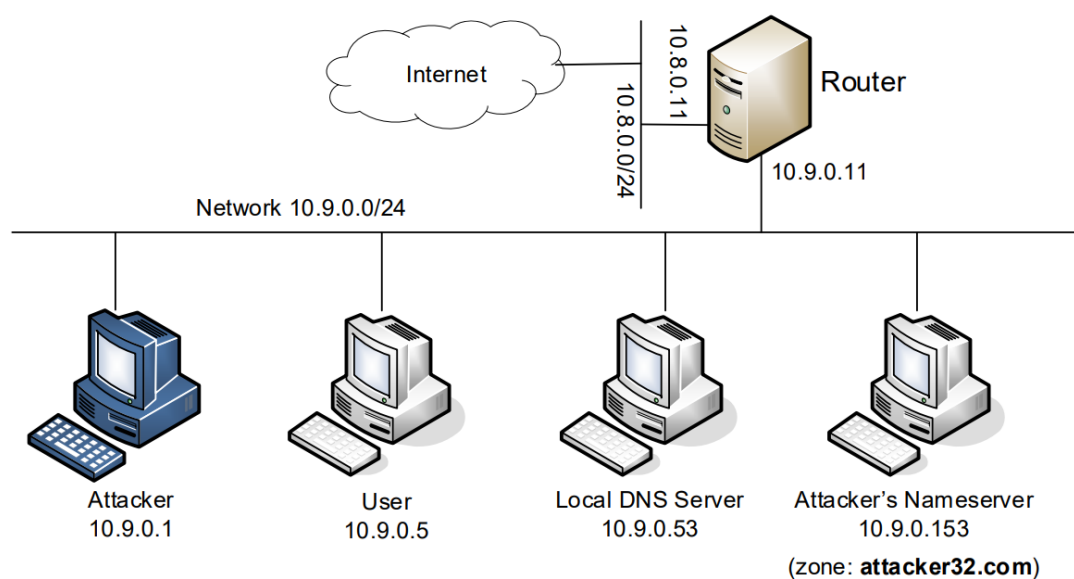 Internet
10.8.0.11
10.8.0.0/24
Router
10.9.0.11
Network 10.9.0.0/24
Attacker
10.9.0.1
User
10.9.0.5
Local DNS Server
10.9.0.53
Attacker's Nameserver
10.9.0.153
(zone: attacker32.com)